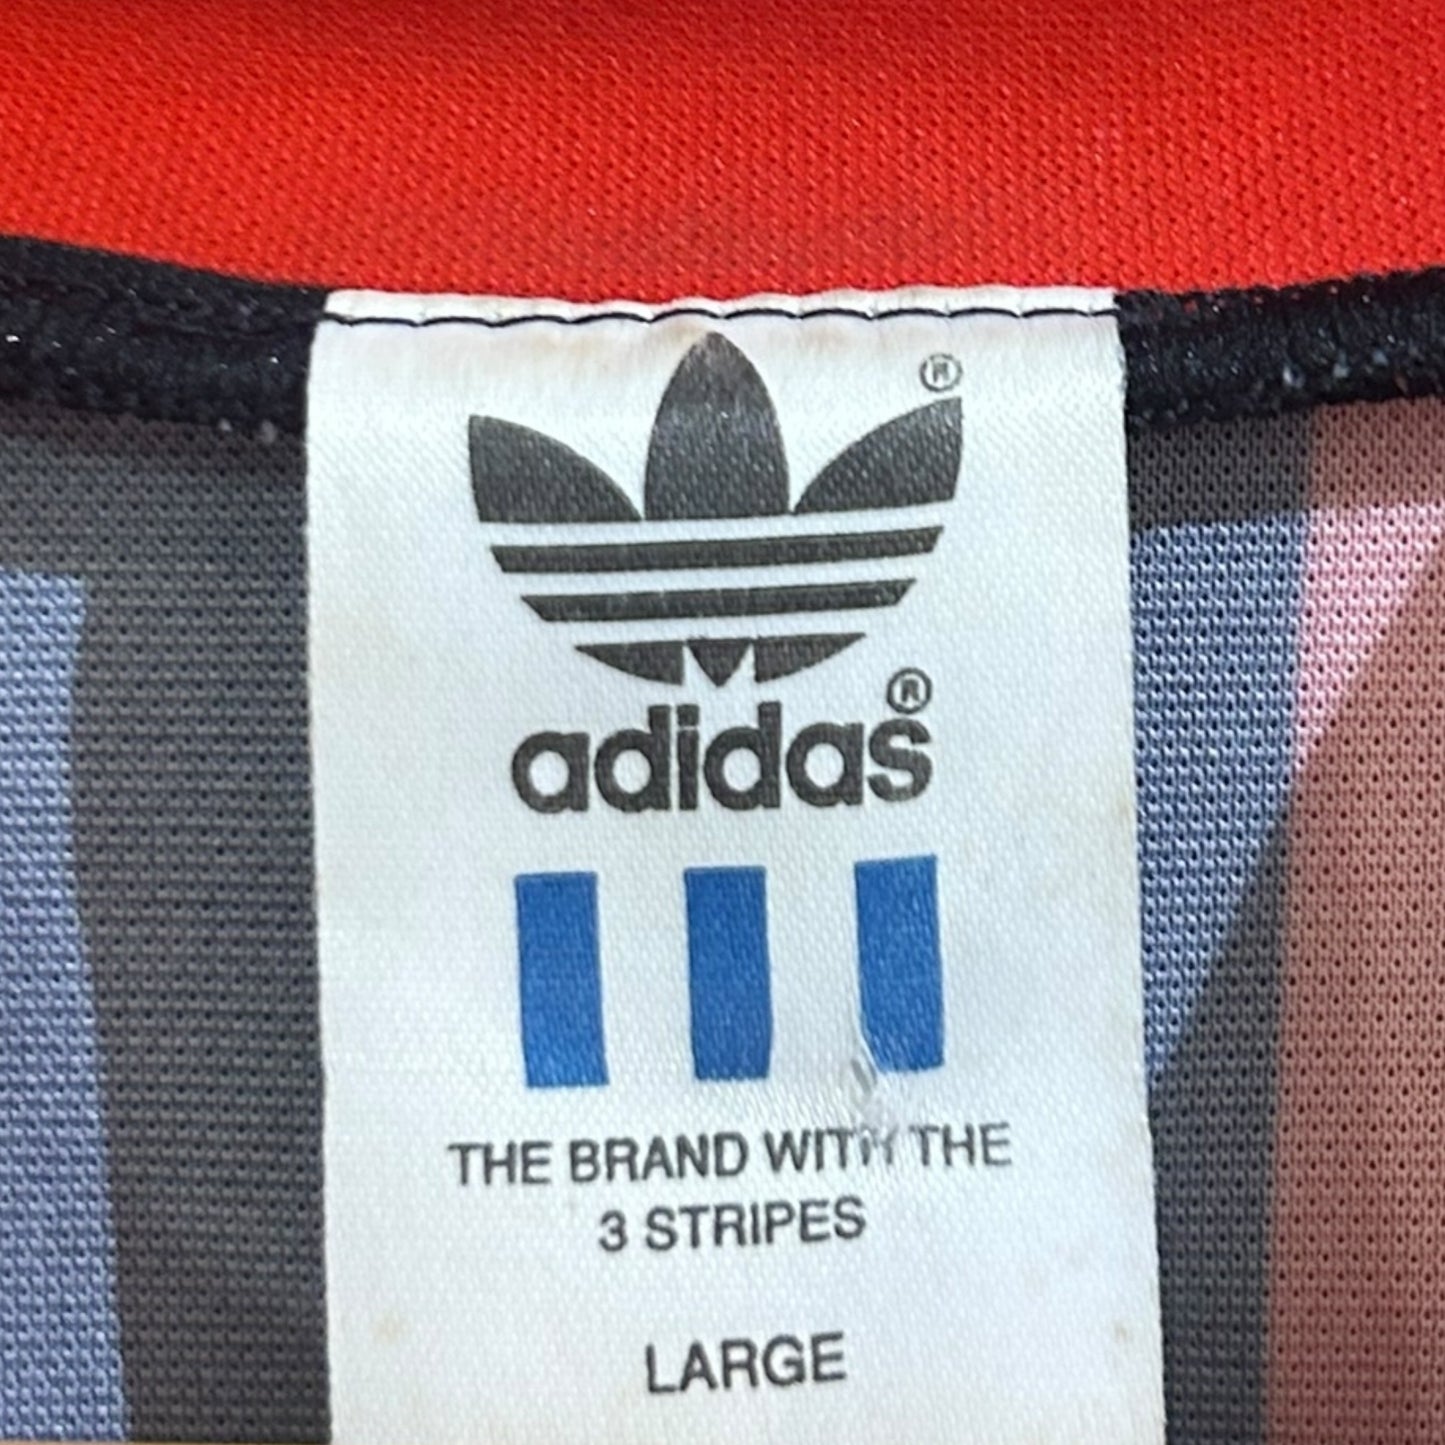 ®
adidas®
THE BRAND WITH THE
3 STRIPES
LARGE